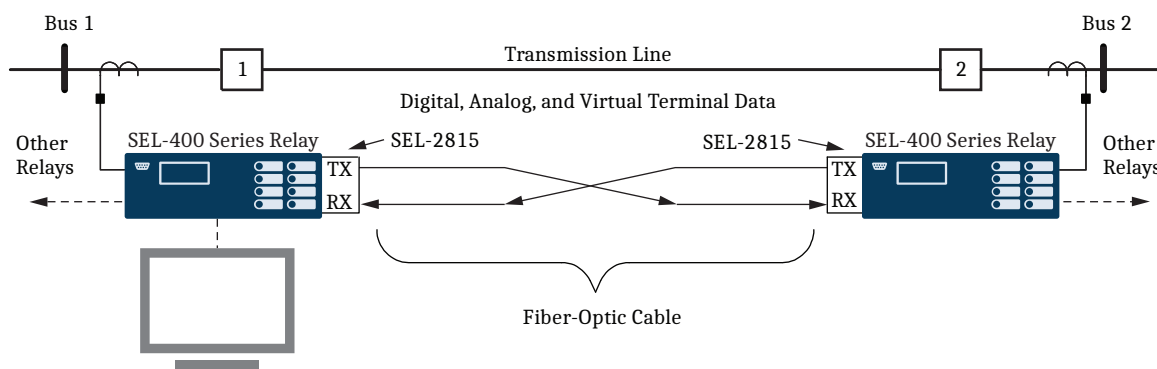 Bus 1
Bus 2
1
Transmission Line
2
Digital, Analog, and Virtual Terminal Data
Other
Relays
SEL-400 Series Relay
SEL-2815
SEL-2815
SEL-400 Series Relay
Other
Relays
TX
RX
TX
RX
Fiber-Optic Cable